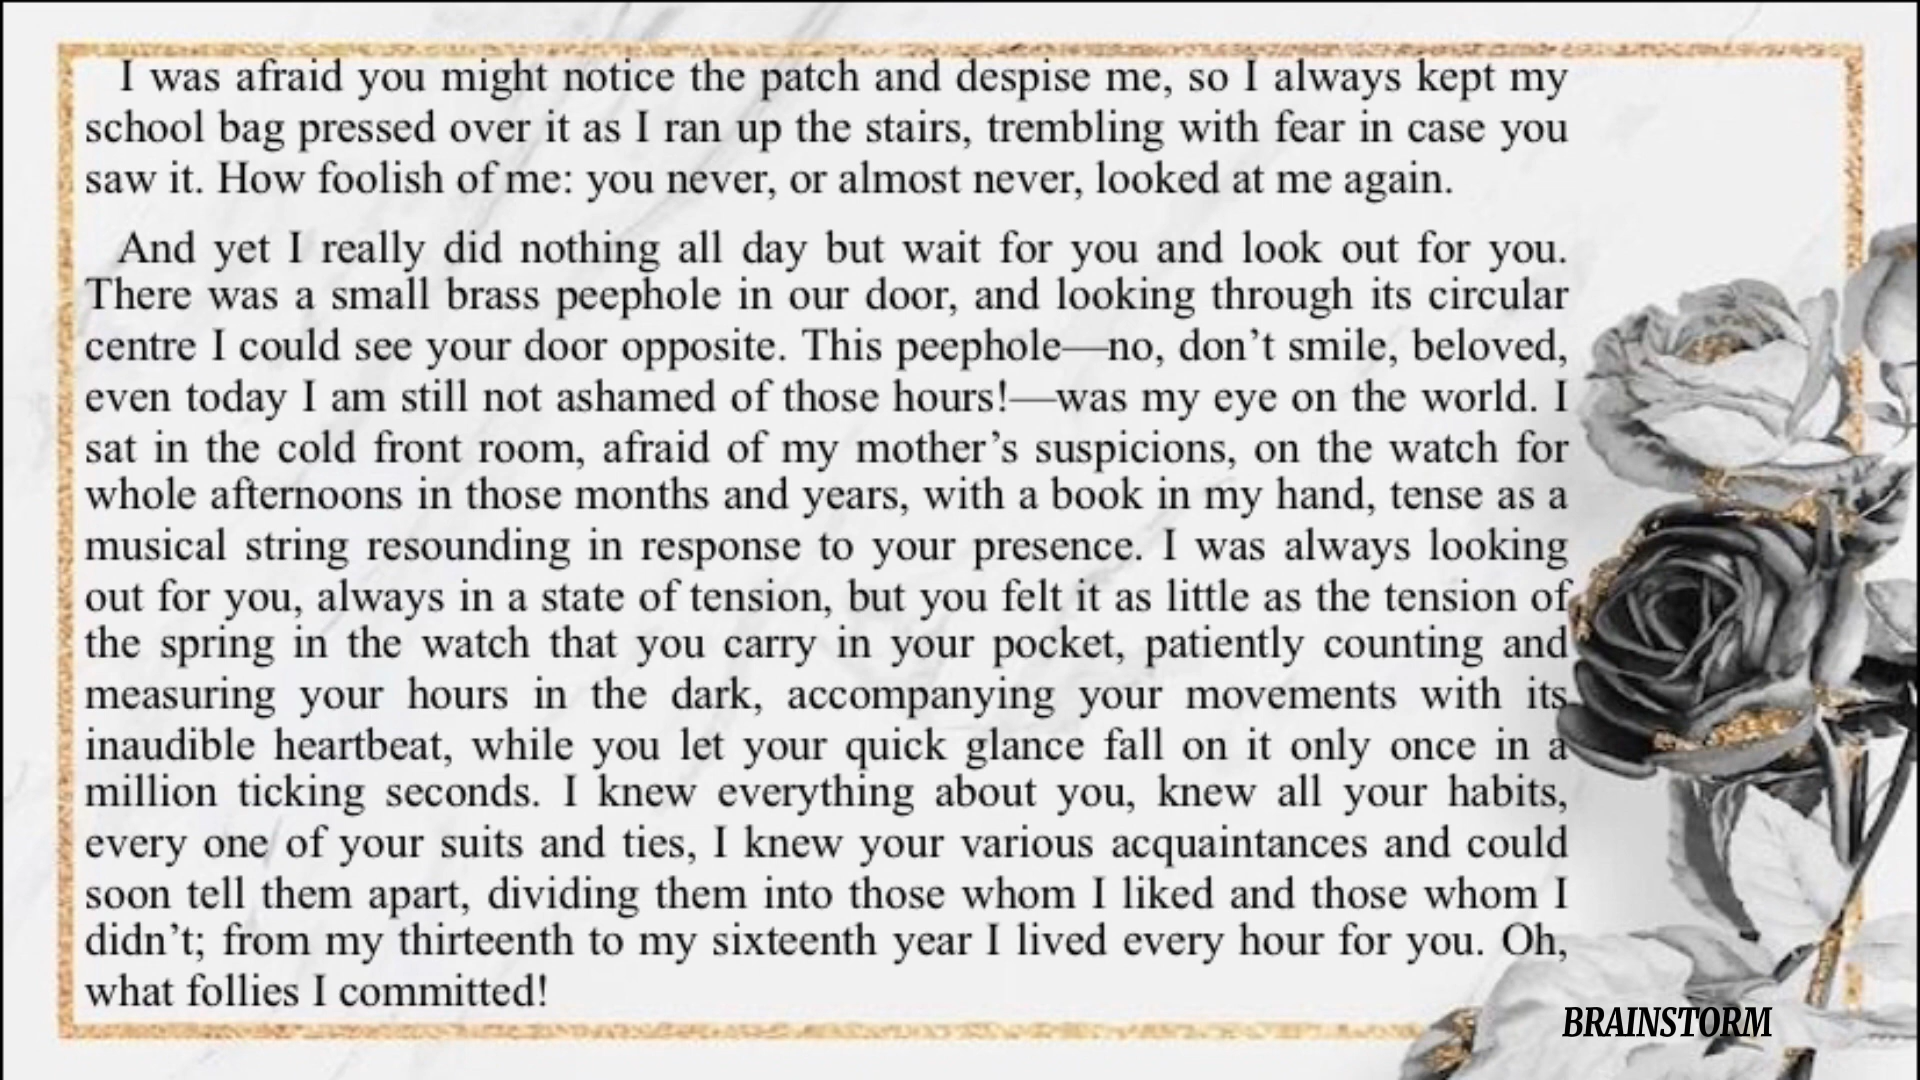 I was afraid you might notice the patch and despise me, so I always kept my
school bag pressed over it as I ran up the stairs, trembling with fear in case you
saw it. How foolish of me: you never, or almost never, looked at me again.
And yet I really did nothing all day but wait for you and look out for you.
There was a small brass peephole in our door, and looking through its circular
centre I could see your door opposite. This peephole—no, don’t smile, beloved,
even today I am still not ashamed of those hours!—was my eye on the world. I
sat in the cold front room, afraid of my mother’s suspicions, on the watch for
whole afternoons in those months and years, with a book in my hand, tense as a
musical string resounding in response to your presence. I was always looking
out for you, always in a state of tension, but you felt it as little as the tension of
the spring in the watch that you carry in your pocket, patiently counting and
measuring your hours in the dark, accompanying your movements with its
inaudible heartbeat, while you let your quick glance fall on it only once in a
million ticking seconds. I knew everything about you, knew all your habits,
every one of your suits and ties, I knew your various acquaintances and could
soon tell them apart, dividing them into those whom I liked and those whom I
didn’t; from my thirteenth to my sixteenth year I lived every hour for you. Oh,
what follies I committed!
BRAINSTORM